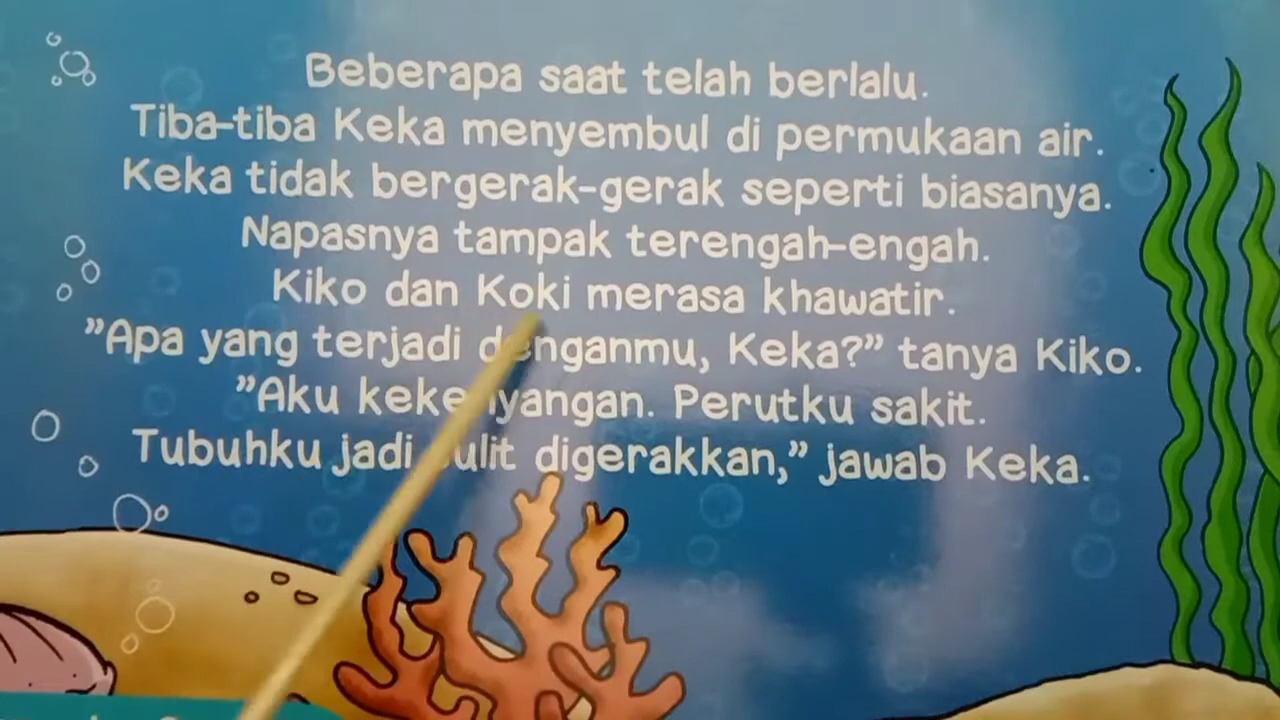 Beberapa saat telah berlalu.
Tiba-tiba Keka menyembul di permukaan air.
Keka tidak bergerak-gerak seperti biasanya.
Napasnya tampak terengah-engah.
Kiko dan Koki merasa khawatir.
”Apa yang terjadi denganmu, Keka?” tanya Kiko.
”Aku kekenyangan. Perutku sakit.
Tubuhku jadi sulit digerakkan,” jawab Keka.